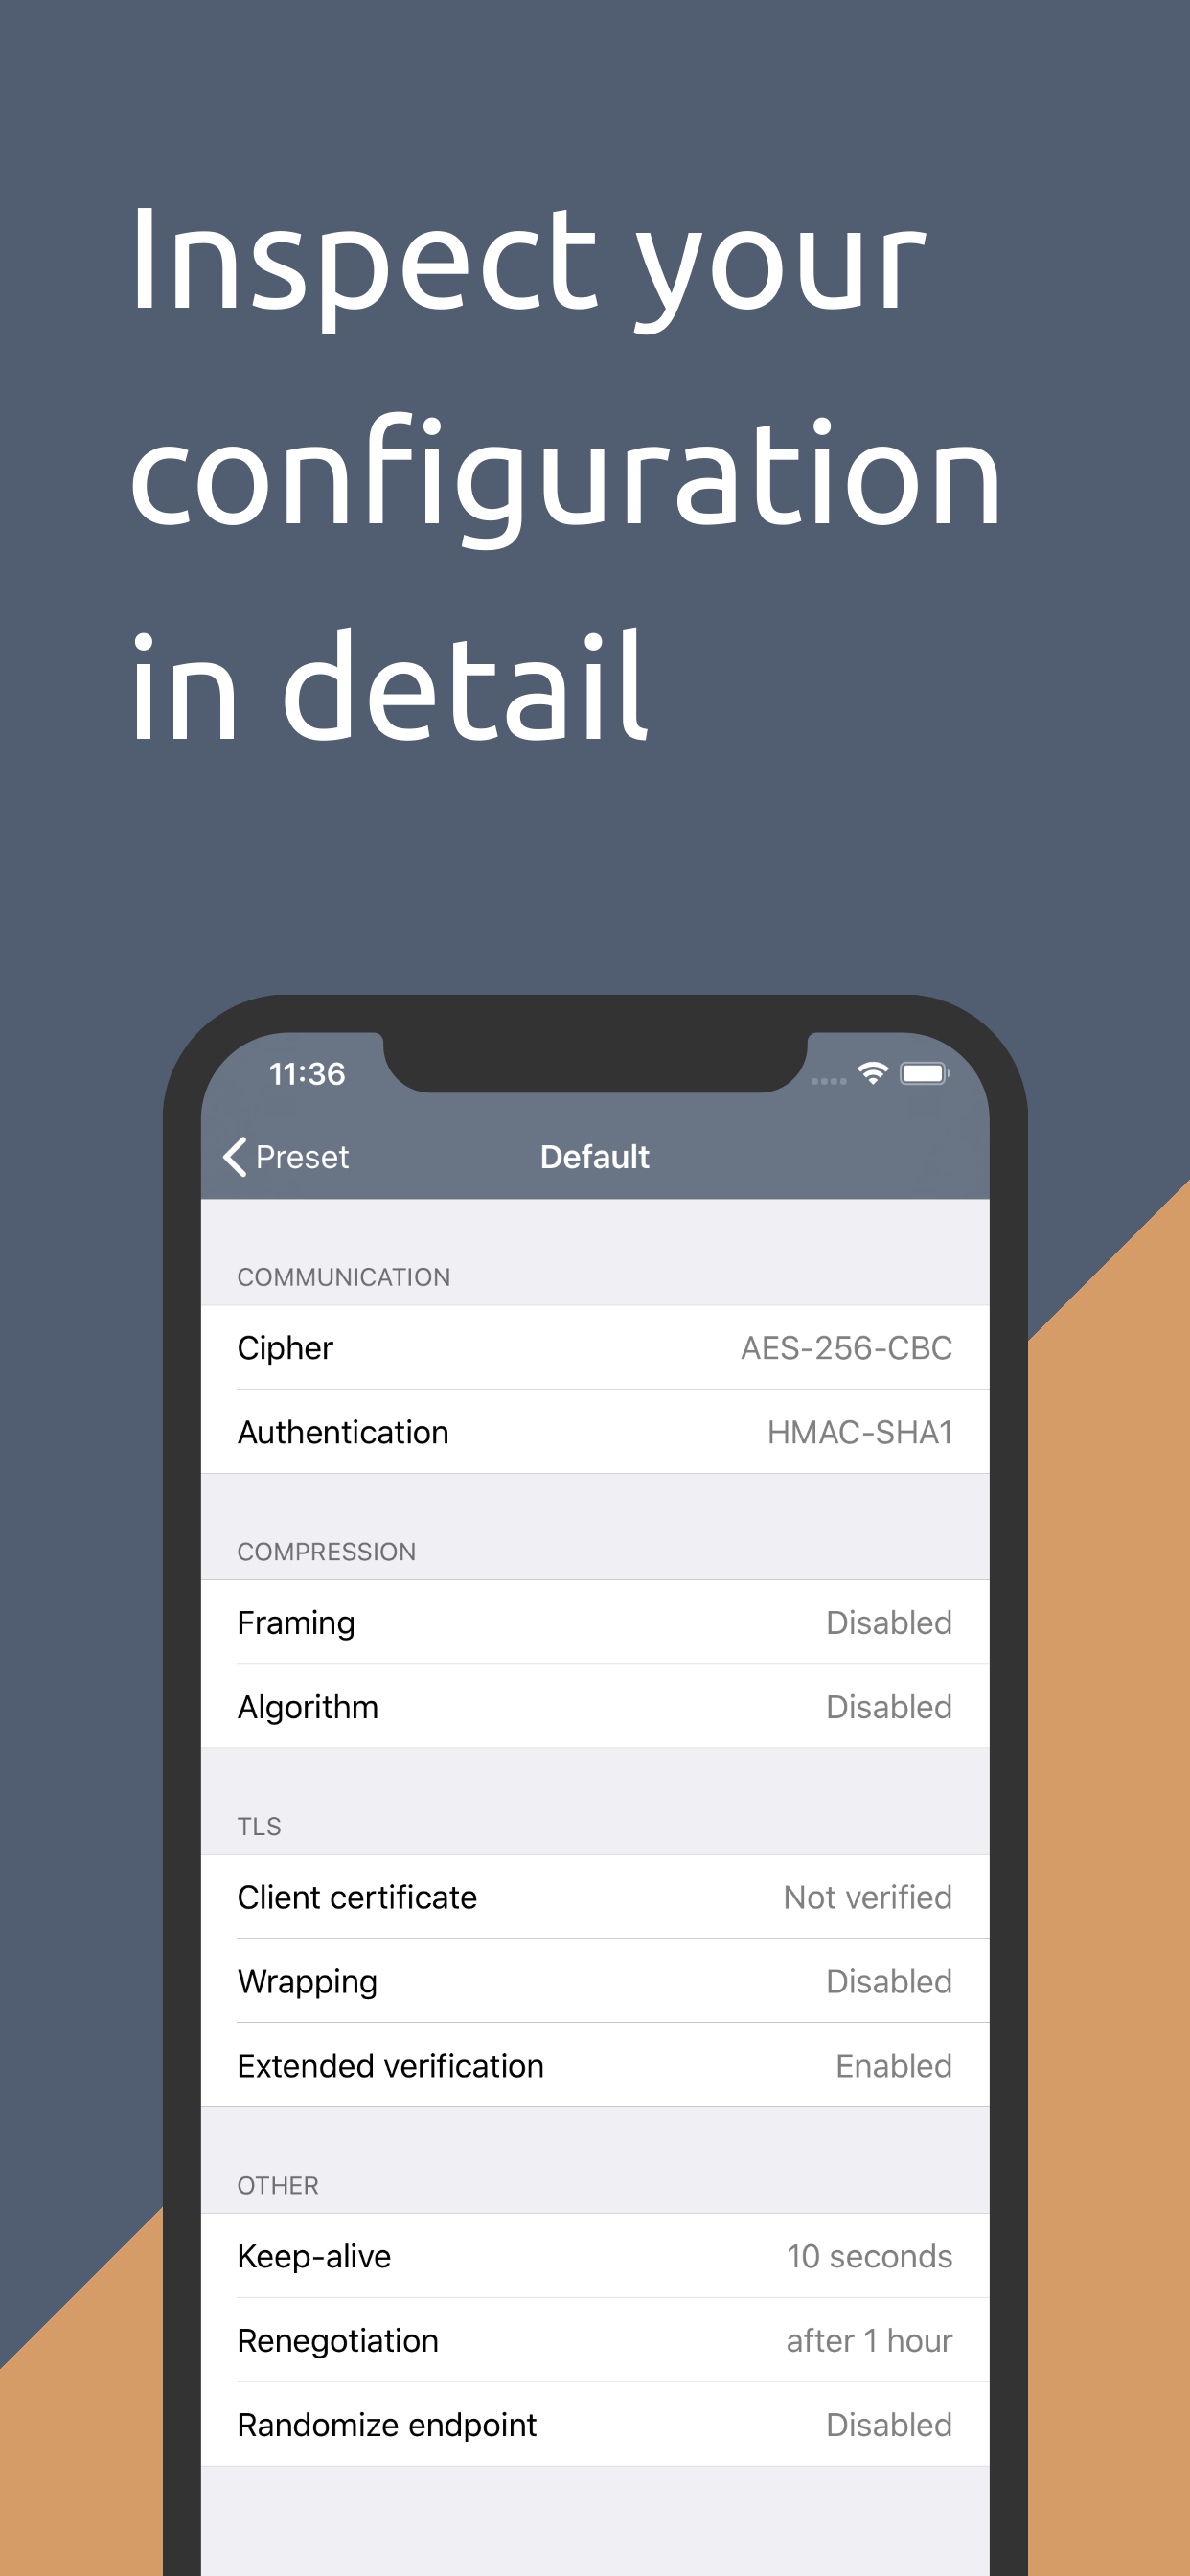 Inspect your
configuration
in detail
11:36
Preset Default
COMMUNICATION
Cipher AES-256-CBC
Authentication HMAC-SHA1
COMPRESSION
Framing Disabled
Algorithm Disabled
TLS
Client certificate Not verified
Wrapping Disabled
Extended verification Enabled
OTHER
Keep-alive 10 seconds
Renegotiation after 1 hour
Randomize endpoint Disabled